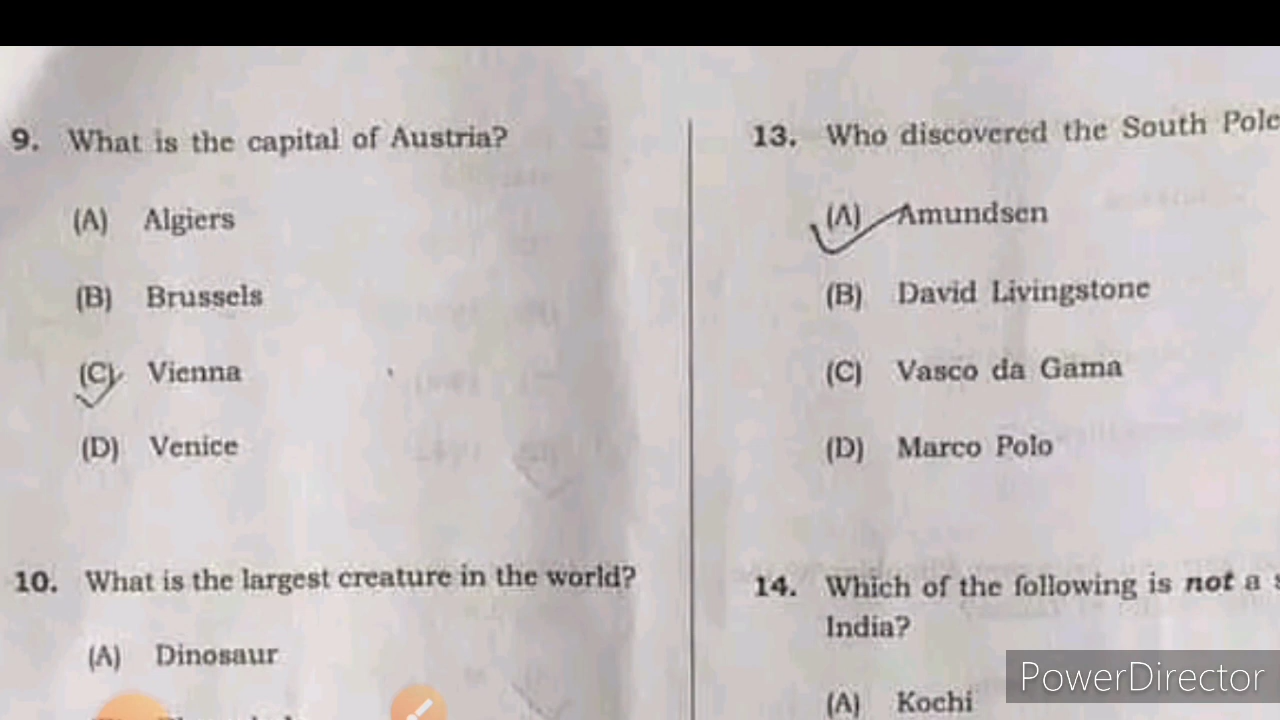 9. What is the capital of Austria?
(A) Algiers
(B) Brussels
(C) Vienna
(D) Venice
10. What is the largest creature in the world?
(A) Dinosaur
13. Who discovered the South Pole
(A) Amundsen
(B) David Livingstone
(C) Vasco da Gama
(D) Marco Polo
14. Which of the following is not a
India?
(A) Kochi
PowerDirector